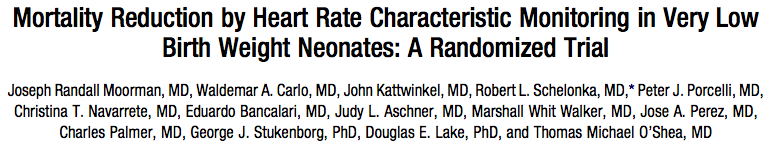 Mortality Reduction by Heart Rate Characteristic Monitoring in Very Low
Birth Weight Neonates: A Randomized Trial
Joseph Randall Moorman, MD, Waldemar A. Carlo, MD, John Kattwinkel, MD, Robert L. Schelonka, MD,* Peter J. Porcelli, MD,
Christina T. Navarrete, MD, Eduardo Bancalari, MD, Judy L. Aschner, MD, Marshall Whit Walker, MD, Jose A. Perez, MD,
Charles Palmer, MD, George J. Stukenborg, PhD, Douglas E. Lake, PhD, and Thomas Michael O'Shea, MD